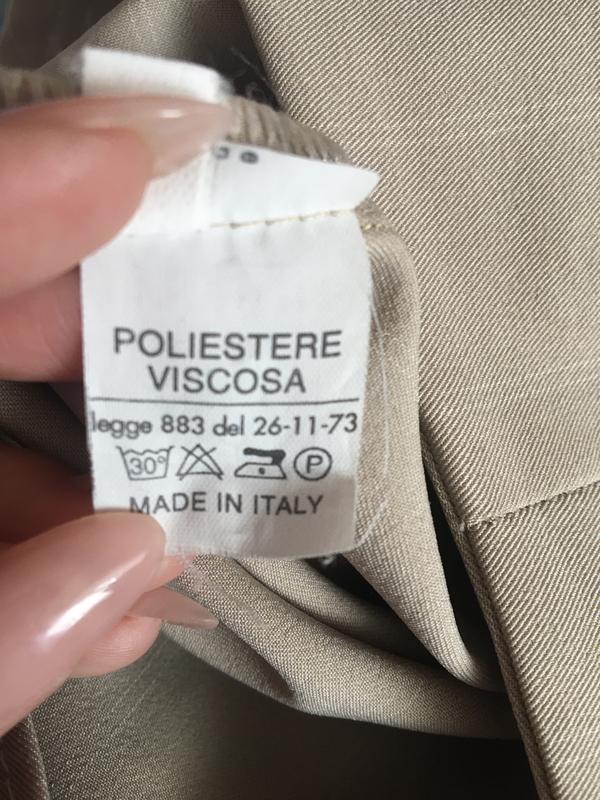 POLIESTERE
VISCOSA
legge 883 del 26-11-73
30° P
MADE IN ITALY